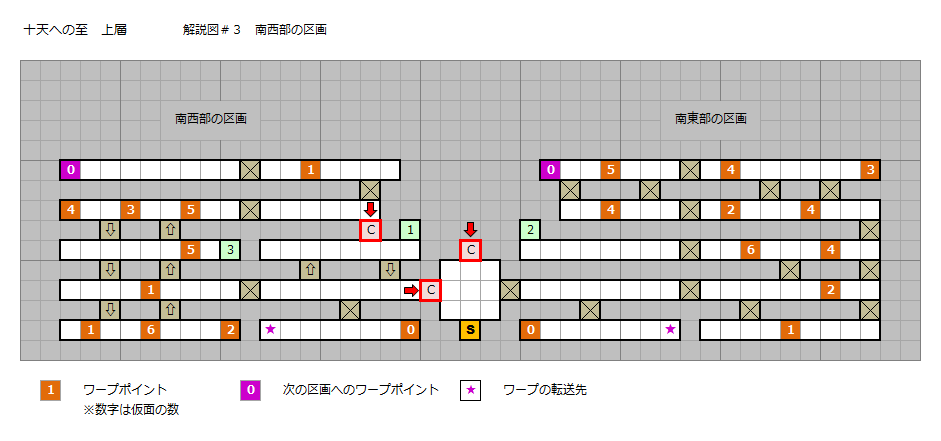 十天への至　上層　解説図＃３　南西部の区画
南西部の区画　南東部の区画
0 1 0 5 4 3
4 3 5 4 2 4
C 1 2
5 3 C 6 4
1 C 2
1 6 2 ★ 0 S 0 ★ 1
1 ワープポイント 0 次の区画へのワープポイント ★ ワープの転送先
※数字は仮面の数